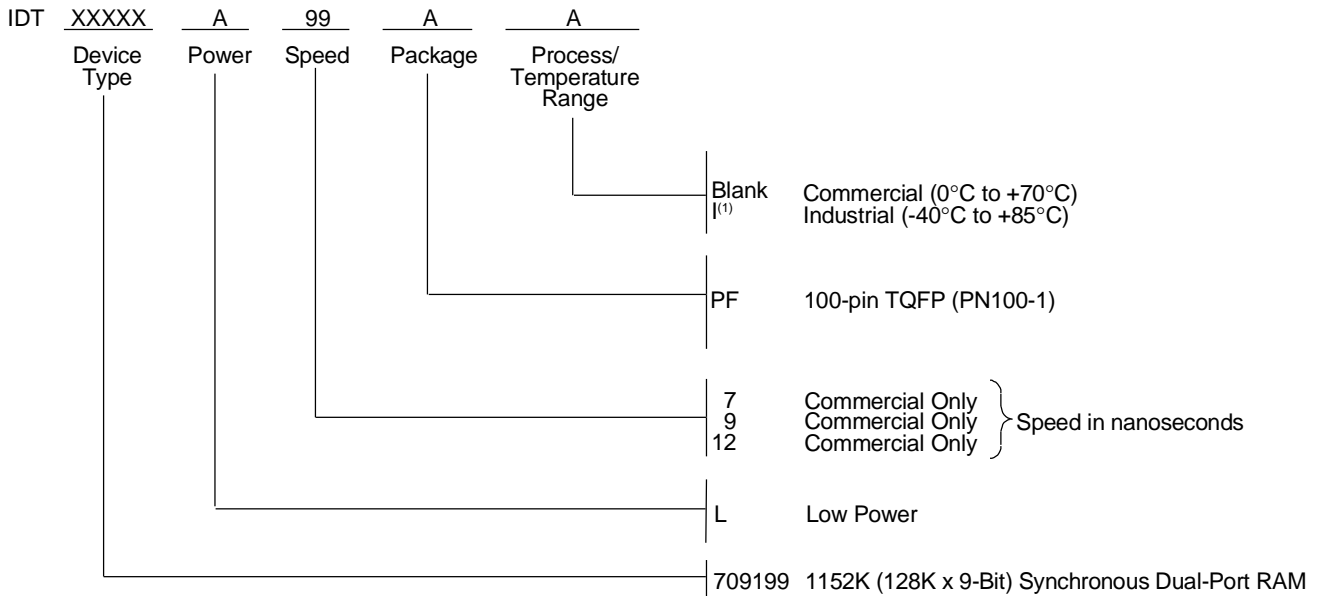 IDT XXXXX A 99 A A
Device Type Power Speed Package Process/ Temperature Range
Blank Commercial (0°C to +70°C)
I(1) Industrial (-40°C to +85°C)
PF 100-pin TQFP (PN100-1)
7 Commercial Only
9 Commercial Only Speed in nanoseconds
12 Commercial Only
L Low Power
709199 1152K (128K x 9-Bit) Synchronous Dual-Port RAM